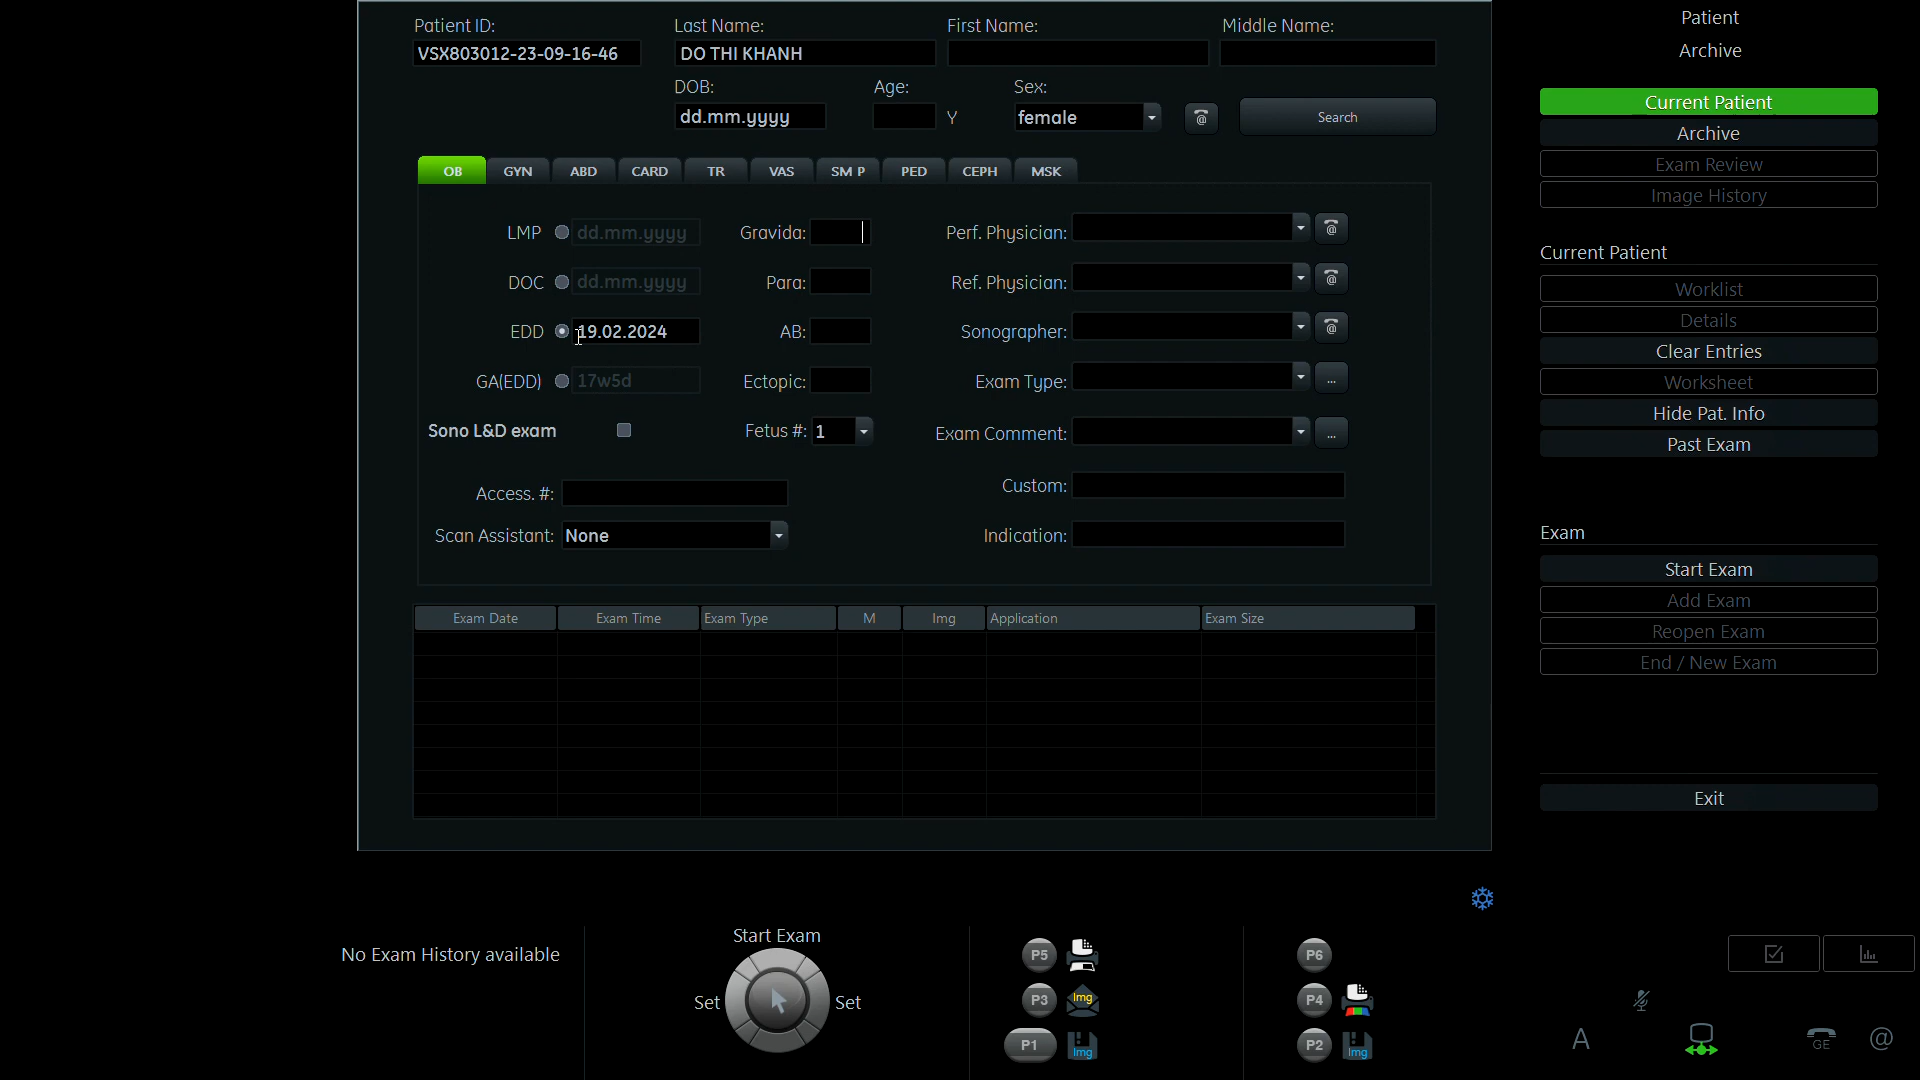 Patient ID: Last Name: First Name: Middle Name:
VSX803012-23-09-16-46 DO THI KHANH
DOB: Age: Sex:
dd.mm.yyyy Y female @ Search
OB GYN ABD CARD TR VAS SM P PED CEPH MSK
LMP dd.mm.yyyy Gravida: Perf. Physician: @
DOC dd.mm.yyyy Para: Ref. Physician: @
EDD 19.02.2024 AB: Sonographer: @
GA(EDD) 17w5d Ectopic: Exam Type: ...
Sono L&D exam Fetus #: 1 Exam Comment: ...
Access. #: Custom:
Scan Assistant: None Indication:
Exam Date Exam Time Exam Type M Img Application Exam Size
No Exam History available
Start Exam
Set Set
P5
P3 Img
P1 Img
P6
P4
P2 Img
Patient
Archive
Current Patient
Archive
Exam Review
Image History
Current Patient
Worklist
Details
Clear Entries
Worksheet
Hide Pat. Info
Past Exam
Exam
Start Exam
Add Exam
Reopen Exam
End / New Exam
Exit
A GE @